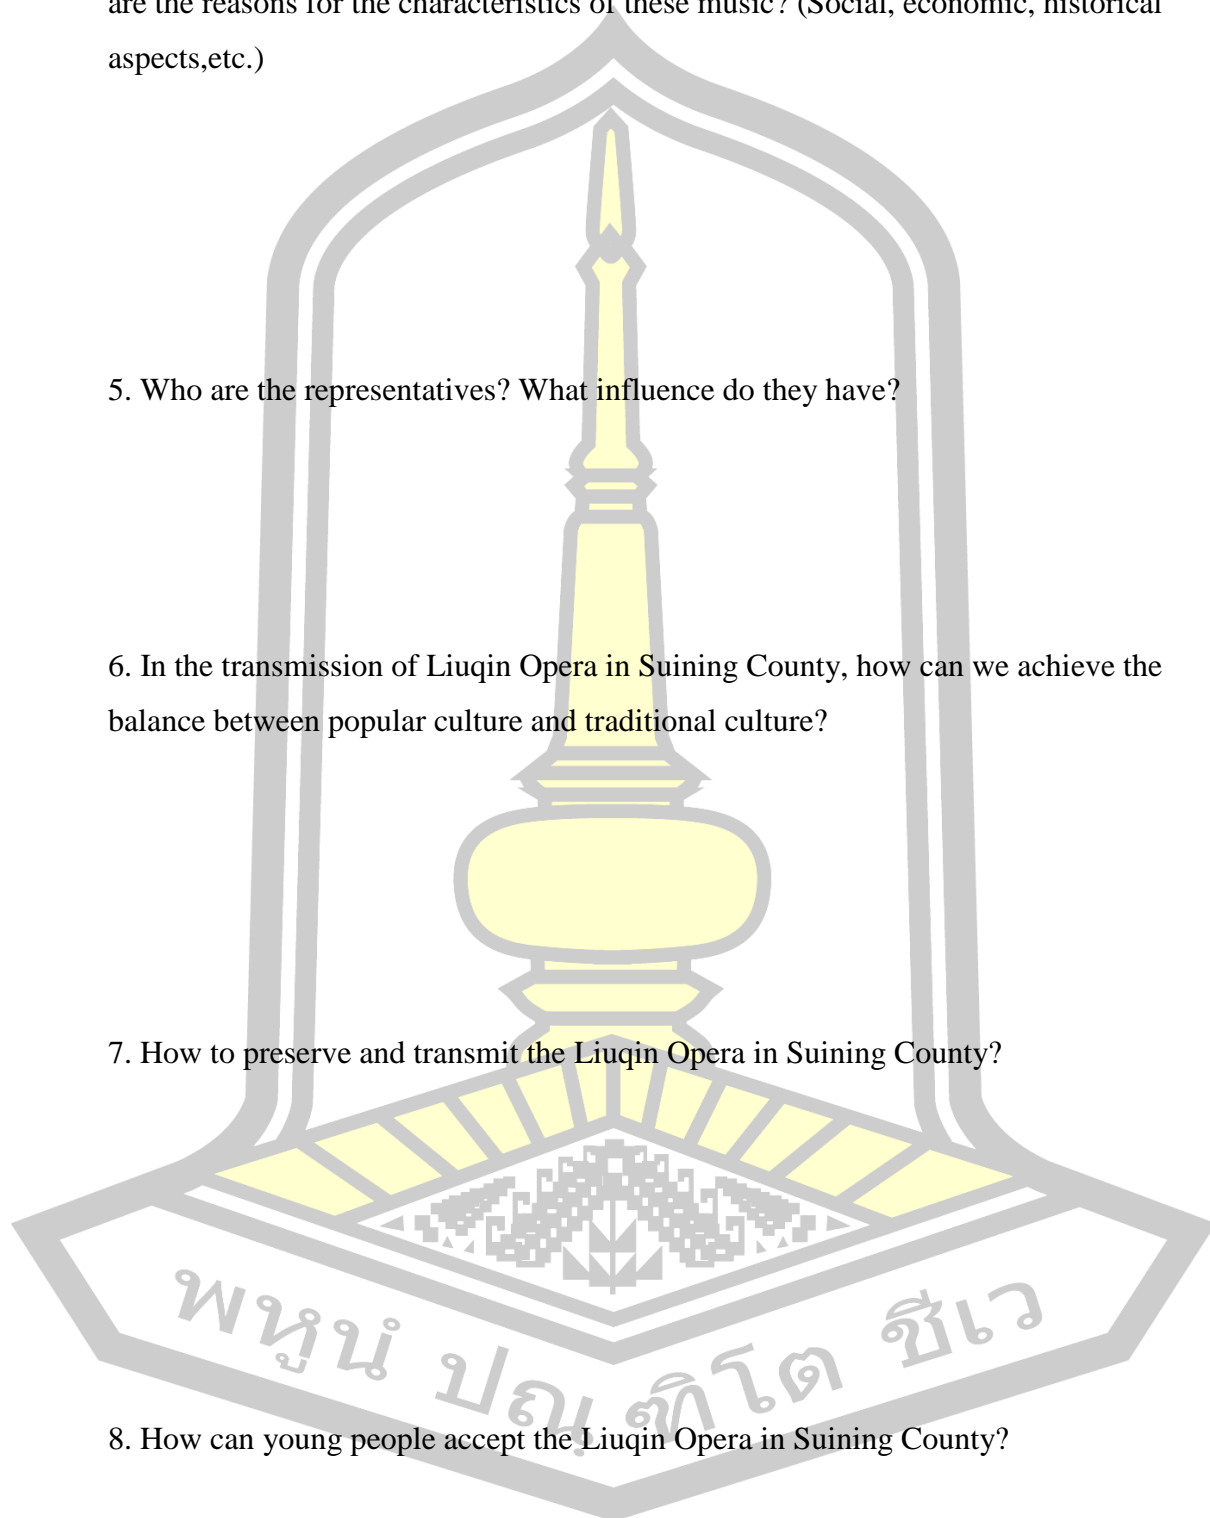 are the reasons for the characteristics of these music? (Social, economic, historical
aspects,etc.)
5. Who are the representatives? What influence do they have?
6. In the transmission of Liuqin Opera in Suining County, how can we achieve the
balance between popular culture and traditional culture?
7. How to preserve and transmit the Liuqin Opera in Suining County?
พหูนํ ปณฺฑิโต ชีเว
8. How can young people accept the Liuqin Opera in Suining County?